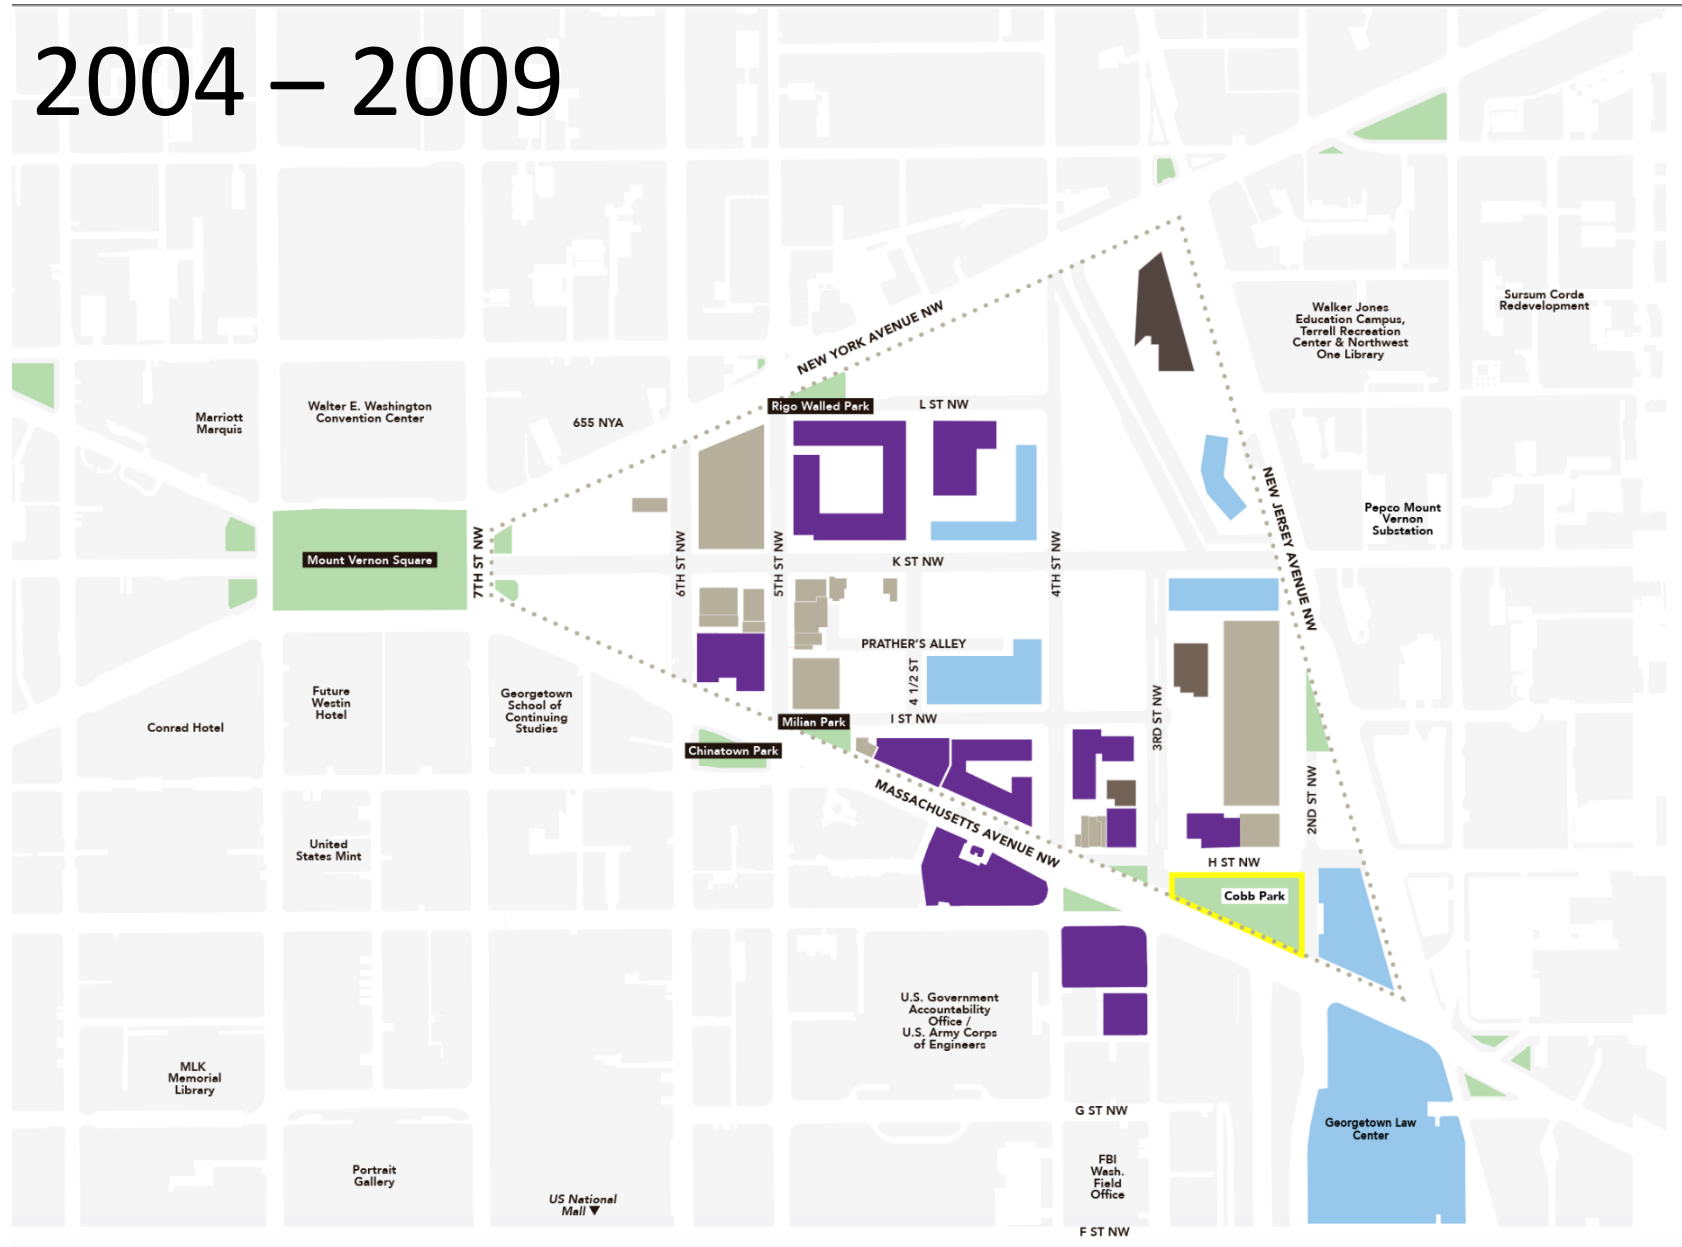 2004 – 2009
NEW YORK AVENUE NW
Sursum Corda
Redevelopment
Walker Jones
Education Campus,
Terrell Recreation
Center & Northwest
One Library
Marriott
Marquis
Walter E. Washington
Convention Center
655 NYA
Rigo Walled Park
L ST NW
NEW JERSEY AVENUE NW
Pepco Mount
Vernon
Substation
Mount Vernon Square
7TH ST NW
6TH ST NW
5TH ST NW
K ST NW
4TH ST NW
PRATHER'S ALLEY
4 1/2 ST
3RD ST NW
Conrad Hotel
Future
Westin
Hotel
Georgetown
School of
Continuing
Studies
Milian Park
I ST NW
Chinatown Park
MASSACHUSETTS AVENUE NW
2ND ST NW
United
States Mint
H ST NW
Cobb Park
U.S. Government
Accountability
Office /
U.S. Army Corps
of Engineers
MLK
Memorial
Library
G ST NW
Georgetown Law
Center
Portrait
Gallery
US National
Mall ▼
FBI
Wash.
Field
Office
F ST NW